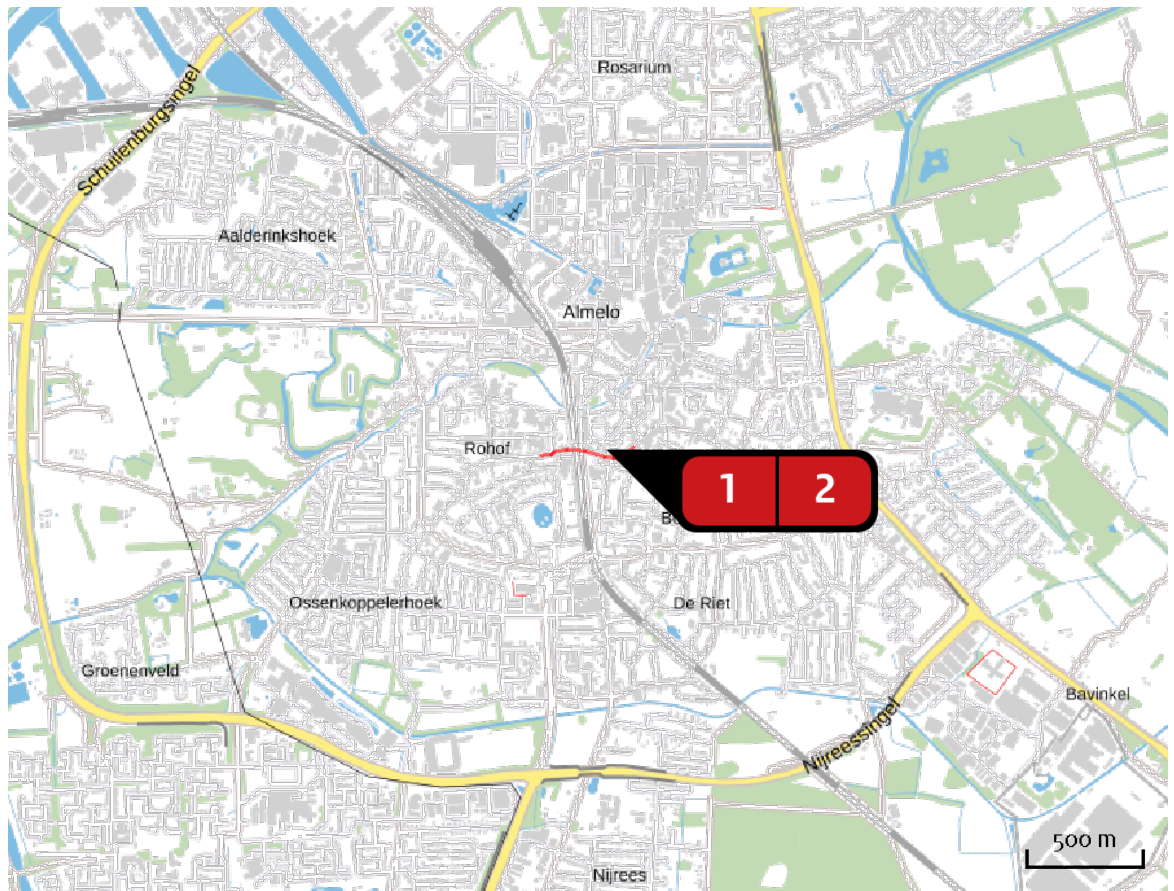 Rosarium
Schuilenburgsingel
Aalderinkshoek
Almelo
Rohof
1 2
Ossenkoppelerhoek
De Riet
Groenenveld
Bavinkel
Nijreessingel
500 m
Nijrees